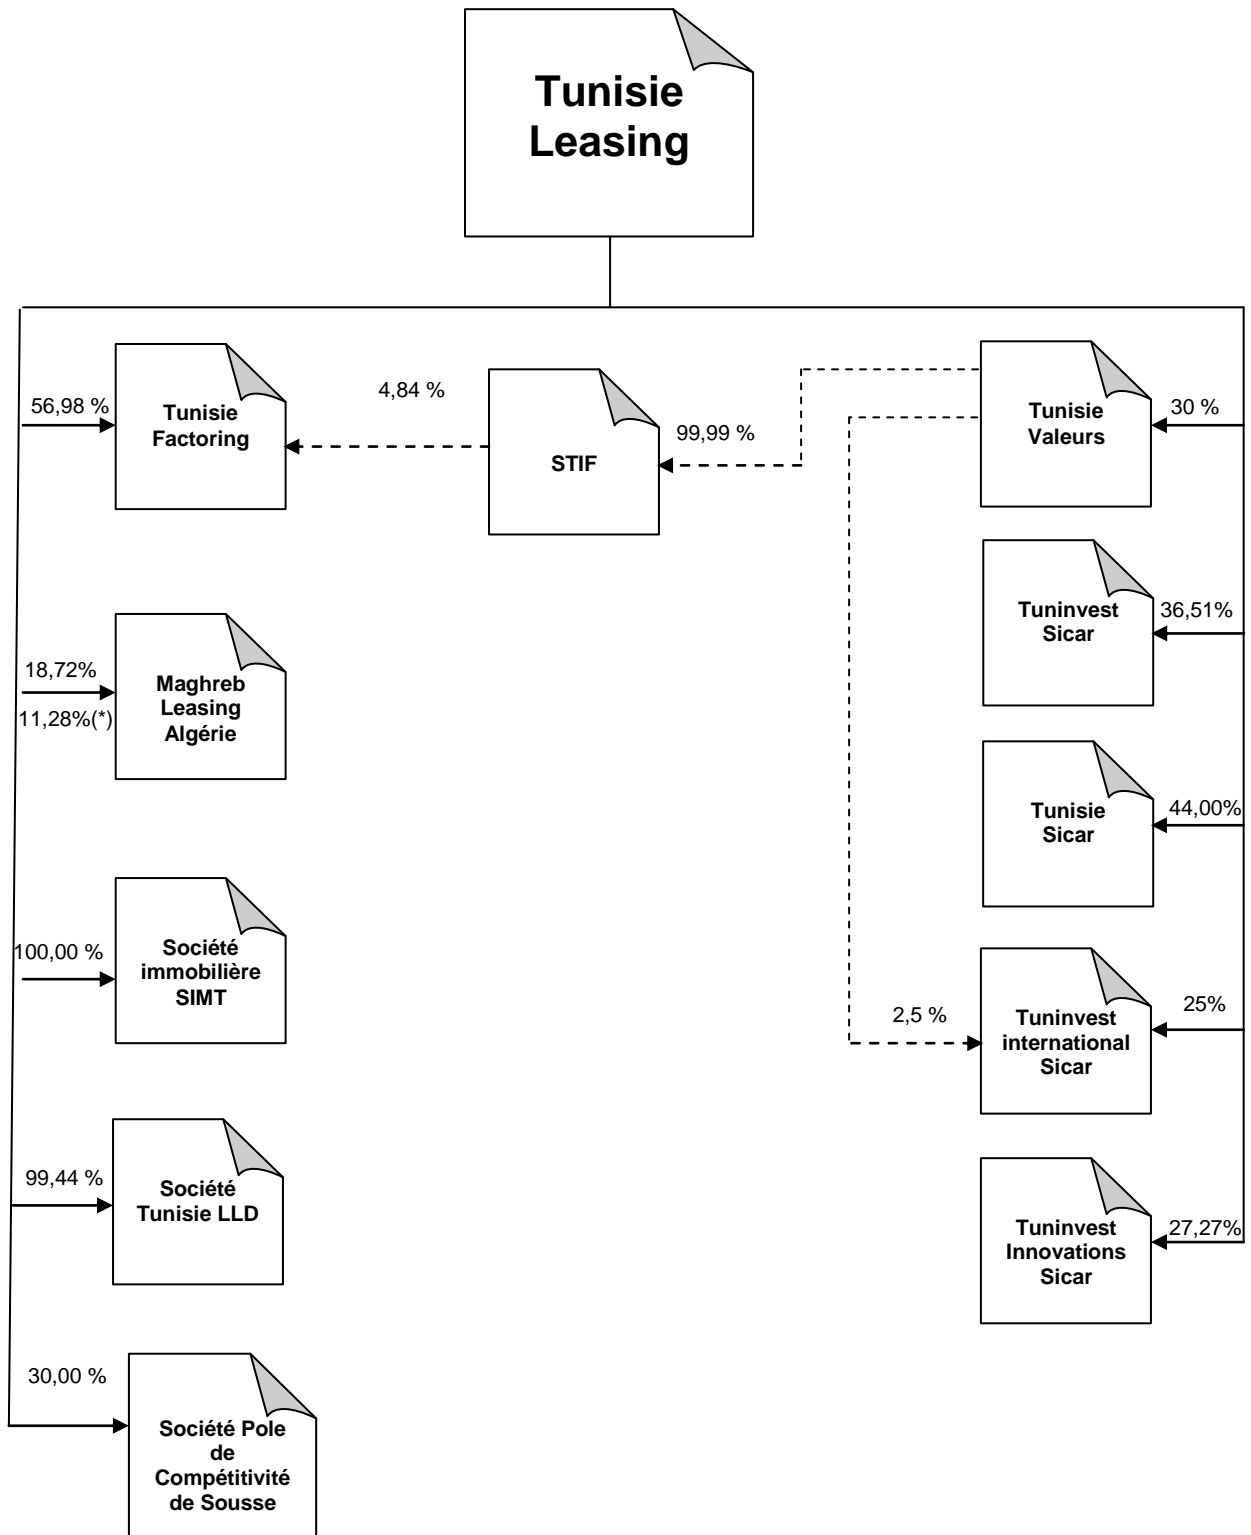 Tunisie
Leasing
56,98 %
Tunisie
Factoring
4,84 %
STIF
99,99 %
Tunisie
Valeurs
30 %
Tuninvest
Sicar
36,51%
18,72%
11,28%(*)
Maghreb
Leasing
Algérie
Tunisie
Sicar
44,00%
100,00 %
Société
immobilière
SIMT
2,5 %
Tuninvest
international
Sicar
25%
99,44 %
Société
Tunisie LLD
Tuninvest
Innovations
Sicar
27,27%
30,00 %
Société Pole
de
Compétitivité
de Sousse